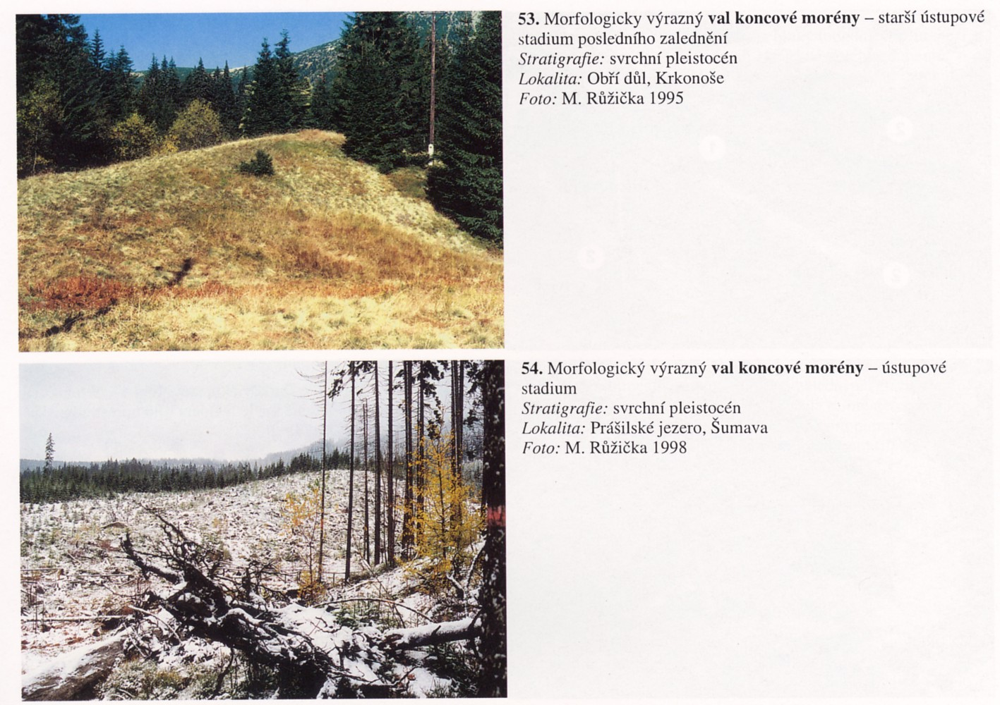 53. Morfologicky výrazný val koncové morény – starší ústupové
stadium posledního zalednění
Stratigrafie: svrchní pleistocén
Lokalita: Obří důl, Krkonoše
Foto: M. Růžička 1995
54. Morfologický výrazný val koncové morény – ústupové
stadium
Stratigrafie: svrchní pleistocén
Lokalita: Prášilské jezero, Šumava
Foto: M. Růžička 1998